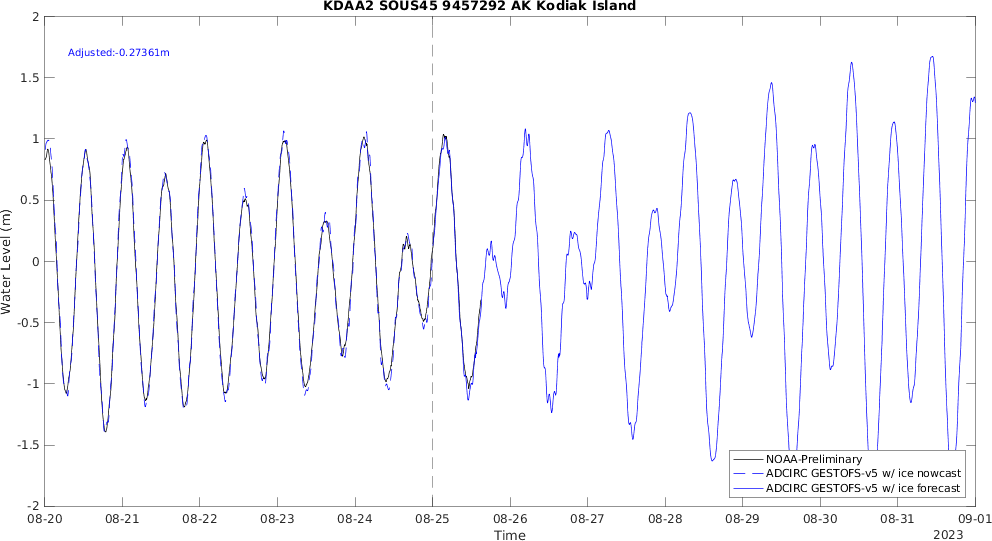 KDAA2 SOUS45 9457292 AK Kodiak Island
Adjusted:-0.27361m
Water Level (m)
2
1.5
1
0.5
0
-0.5
-1
-1.5
-2
NOAA-Preliminary
ADCIRC GESTOFS-v5 w/ ice nowcast
ADCIRC GESTOFS-v5 w/ ice forecast
08-20 08-21 08-22 08-23 08-24 08-25 08-26 08-27 08-28 08-29 08-30 08-31 09-01
Time
2023